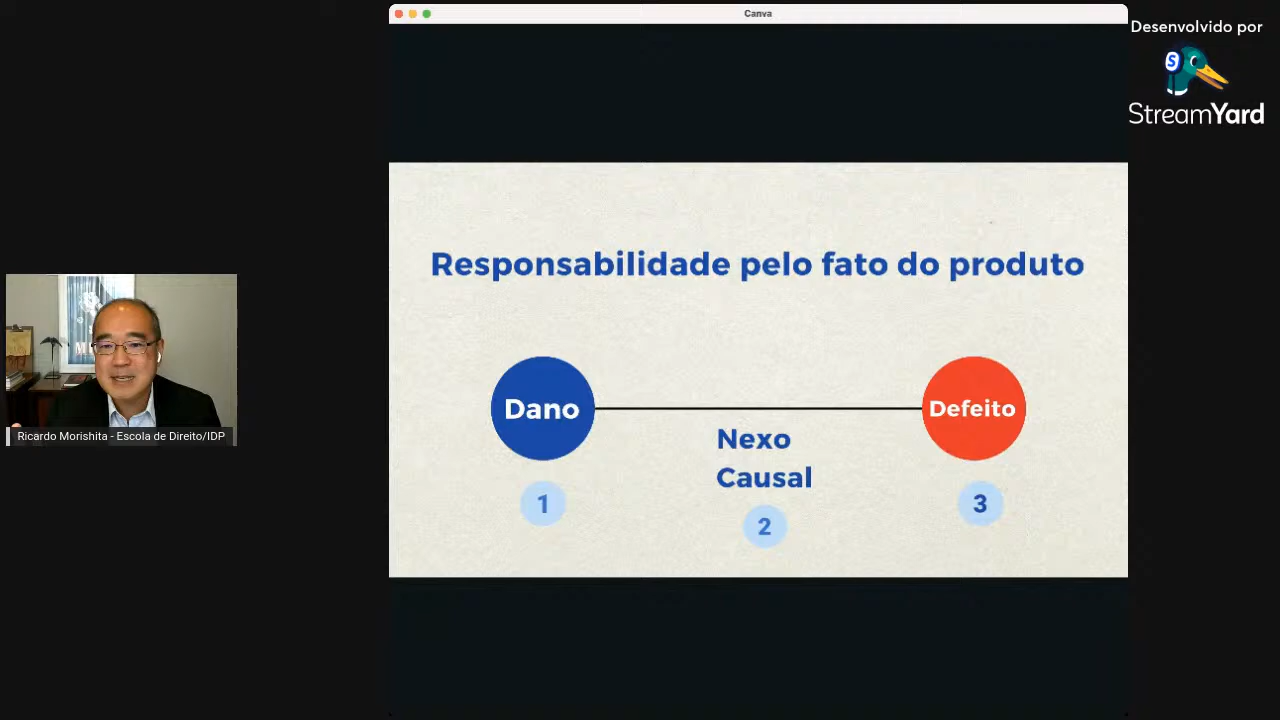 Canva
Desenvolvido por
S
StreamYard
Responsabilidade pelo fato do produto
Dano
Defeito
Nexo
Causal
1
2
3
Ricardo Morishita - Escola de Direito/IDP